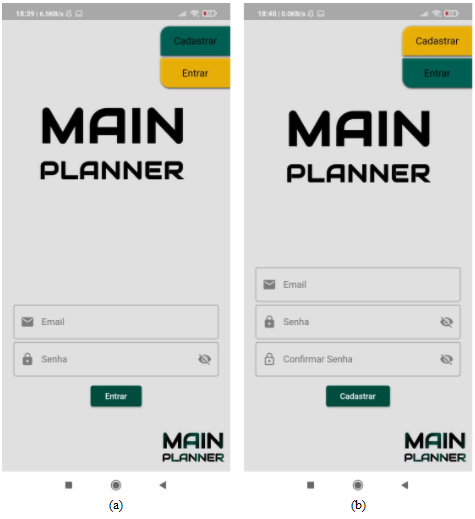 18:39 | 6.5KB/s
Cadastrar
Entrar
MAIN
PLANNER
Email
Senha
Entrar
MAIN
PLANNER
(a)
18:40 | 0.0KB/s
Cadastrar
Entrar
MAIN
PLANNER
Email
Senha
Confirmar Senha
Cadastrar
MAIN
PLANNER
(b)